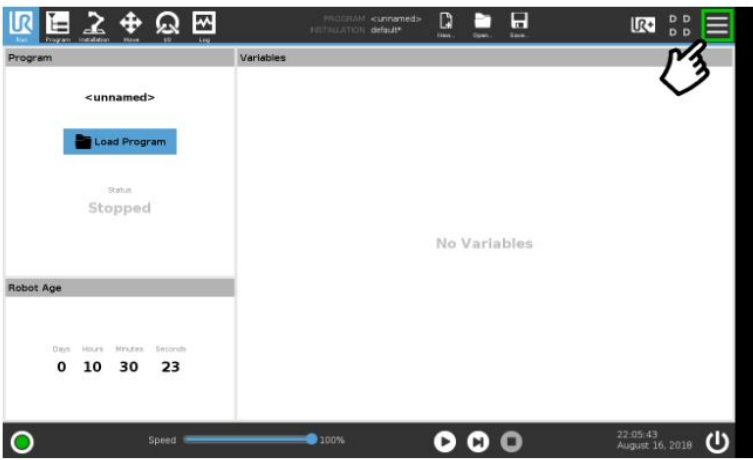 UR
Run
Program
Installation
Move
I/O
Log
PROGRAM <unnamed>
INSTALLATION default*
New...
Open...
Save...
UR+
D D
D D
Program
<unnamed>
Load Program
Status
Stopped
Variables
No Variables
Robot Age
Days Hours Minutes Seconds
0 10 30 23
Speed 100%
22:05:43
August 16, 2018